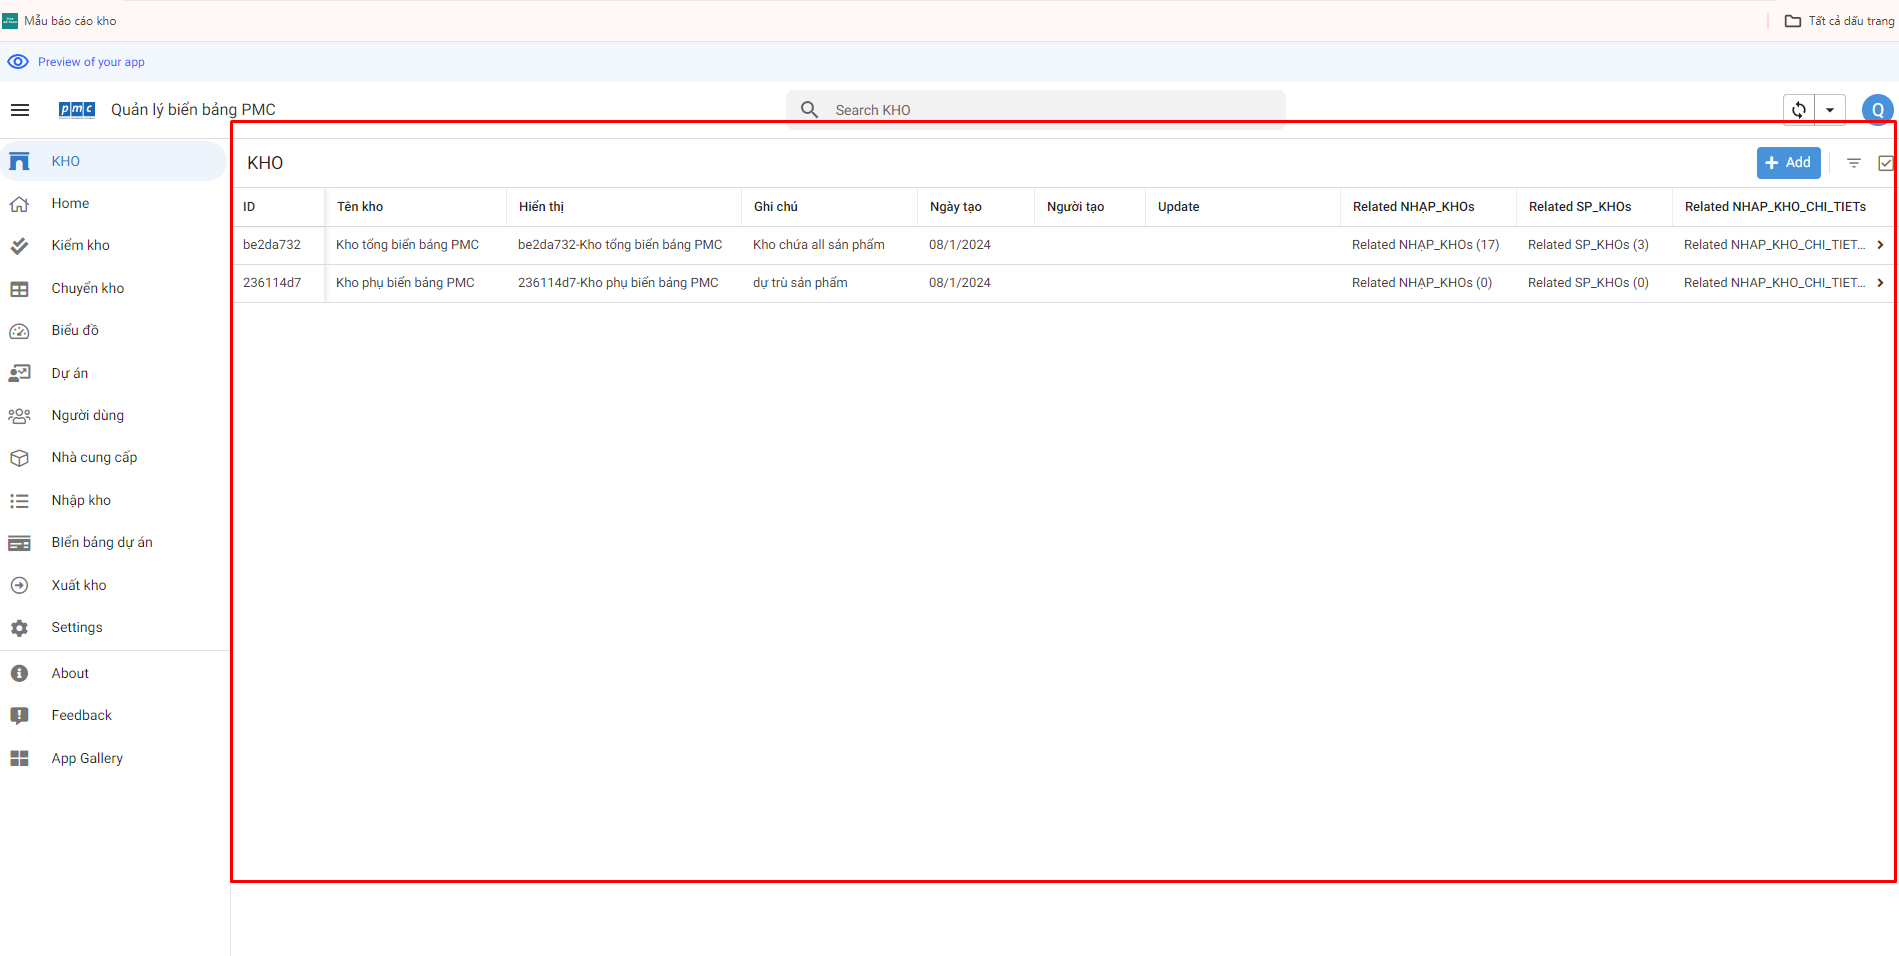 Mẫu báo cáo kho
Tất cả dấu trang
Preview of your app
pmc Quản lý biển bảng PMC
Search KHO
Q
KHO
Home
Kiểm kho
Chuyển kho
Biểu đồ
Dự án
Người dùng
Nhà cung cấp
Nhập kho
BIển bảng dự án
Xuất kho
Settings
About
Feedback
App Gallery
KHO
Add
ID Tên kho Hiển thị Ghi chú Ngày tạo Người tạo Update Related NHẠP_KHOs Related SP_KHOs Related NHAP_KHO_CHI_TIETs
be2da732 Kho tổng biển bảng PMC be2da732-Kho tổng biển bảng PMC Kho chứa all sản phẩm 08/1/2024 Related NHẠP_KHOs (17) Related SP_KHOs (3) Related NHAP_KHO_CHI_TIET...
236114d7 Kho phụ biển bảng PMC 236114d7-Kho phụ biển bảng PMC dự trù sản phẩm 08/1/2024 Related NHẠP_KHOs (0) Related SP_KHOs (0) Related NHAP_KHO_CHI_TIET...